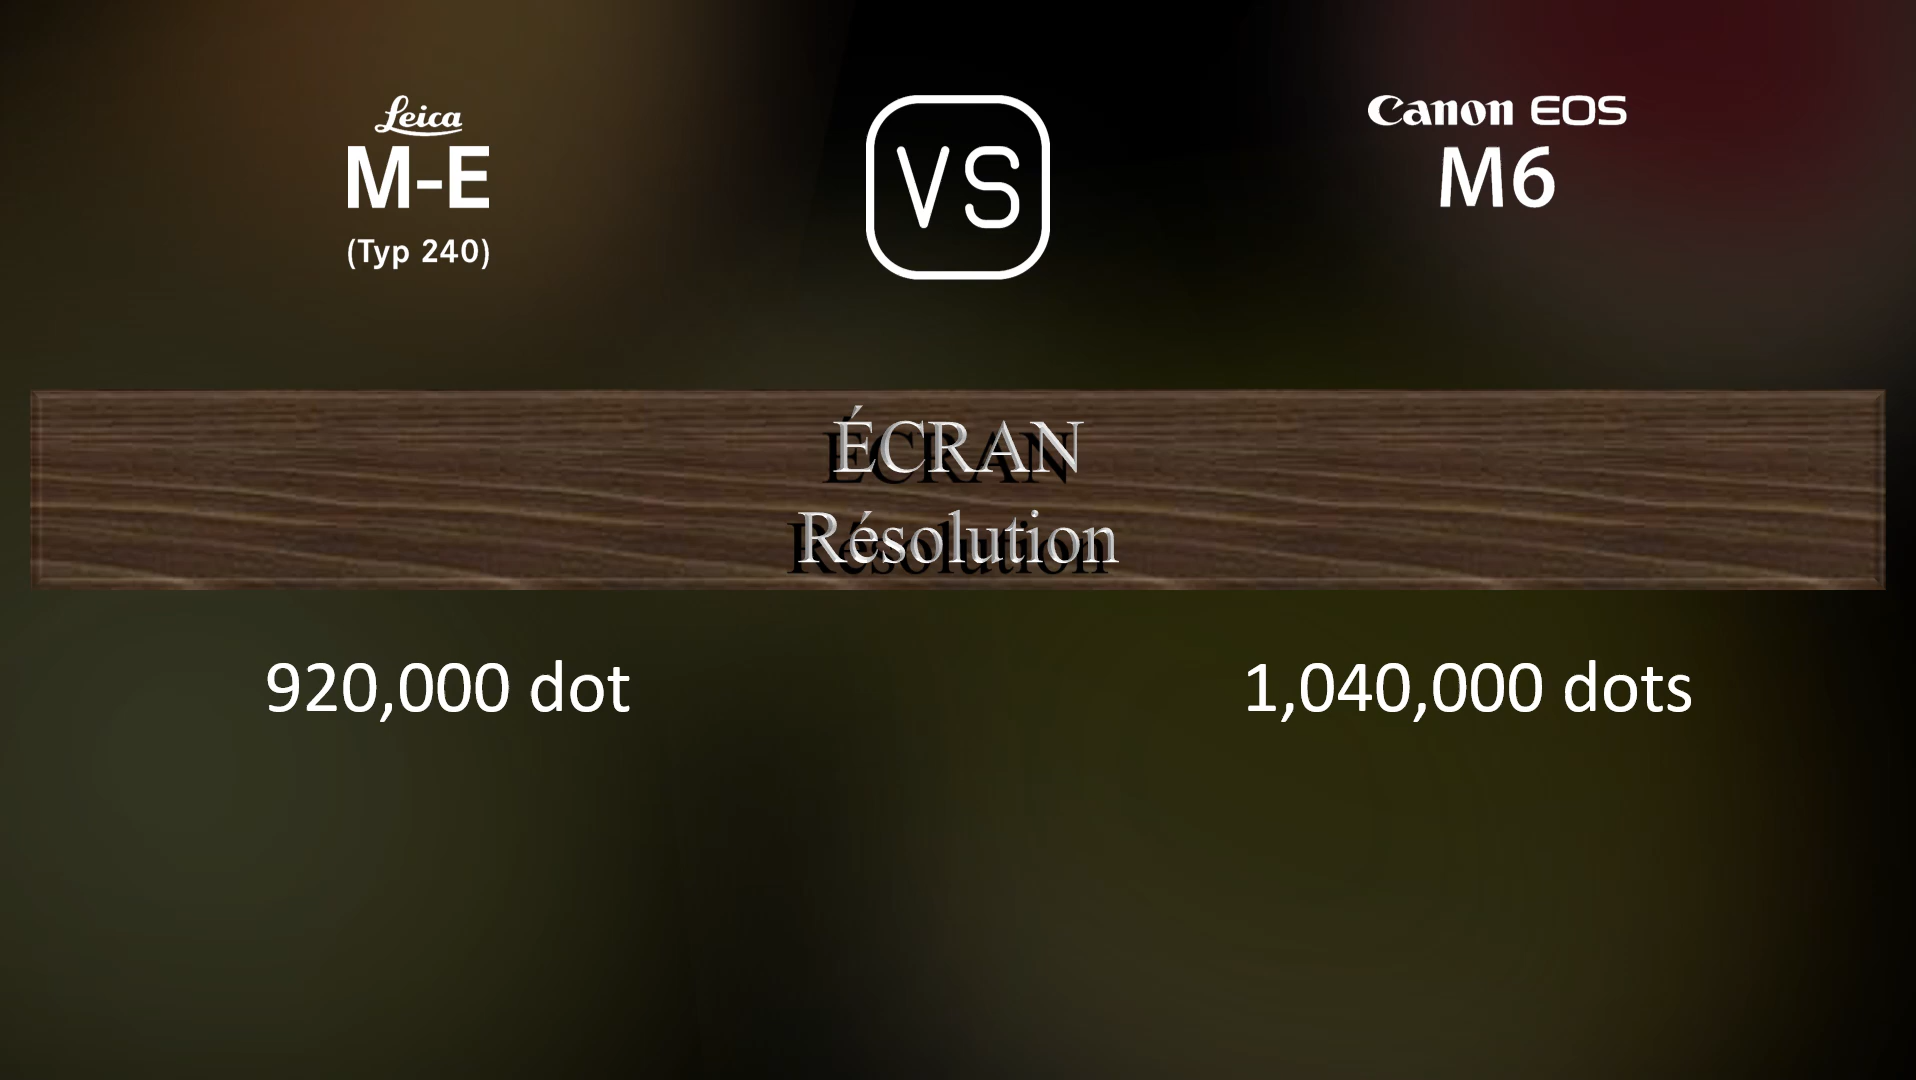 Leica
M-E
(Typ 240)
VS
Canon EOS
M6
ÉCRAN
Résolution
920,000 dot
1,040,000 dots